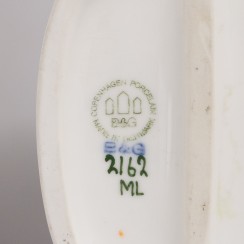 COPENHAGEN PORCELAIN
B&G
MADE IN DENMARK
B&G
2162
ML